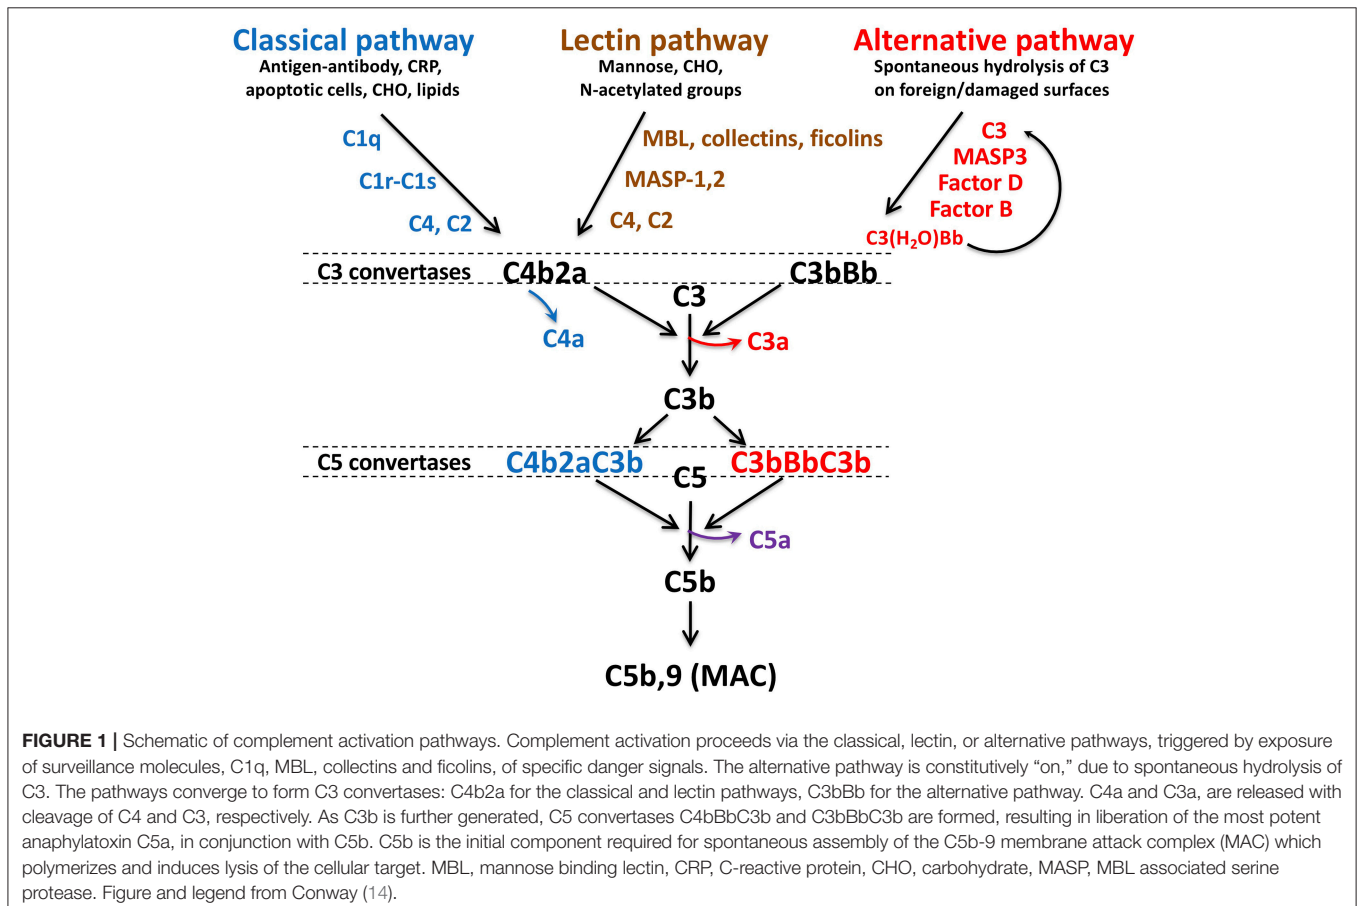 Classical pathway
Antigen-antibody, CRP,
apoptotic cells, CHO, lipids
Lectin pathway
Mannose, CHO,
N-acetylated groups
Alternative pathway
Spontaneous hydrolysis of C3
on foreign/damaged surfaces
C1q
C1r-C1s
C4, C2
MBL, collectins, ficolins
MASP-1,2
C4, C2
C3
MASP3
Factor D
Factor B
C3(H₂O)Bb
C3 convertases
C4b2a
C3bBb
C3
C4a
C3a
C3b
C5 convertases
C4b2aC3b
C3bBbC3b
C5
C5a
C5b
C5b,9 (MAC)
FIGURE 1 | Schematic of complement activation pathways. Complement activation proceeds via the classical, lectin, or alternative pathways, triggered by exposure
of surveillance molecules, C1q, MBL, collectins and ficolins, of specific danger signals. The alternative pathway is constitutively “on,” due to spontaneous hydrolysis of
C3. The pathways converge to form C3 convertases: C4b2a for the classical and lectin pathways, C3bBb for the alternative pathway. C4a and C3a, are released with
cleavage of C4 and C3, respectively. As C3b is further generated, C5 convertases C4bBbC3b and C3bBbC3b are formed, resulting in liberation of the most potent
anaphylatoxin C5a, in conjunction with C5b. C5b is the initial component required for spontaneous assembly of the C5b-9 membrane attack complex (MAC) which
polymerizes and induces lysis of the cellular target. MBL, mannose binding lectin, CRP, C-reactive protein, CHO, carbohydrate, MASP, MBL associated serine
protease. Figure and legend from Conway (14).